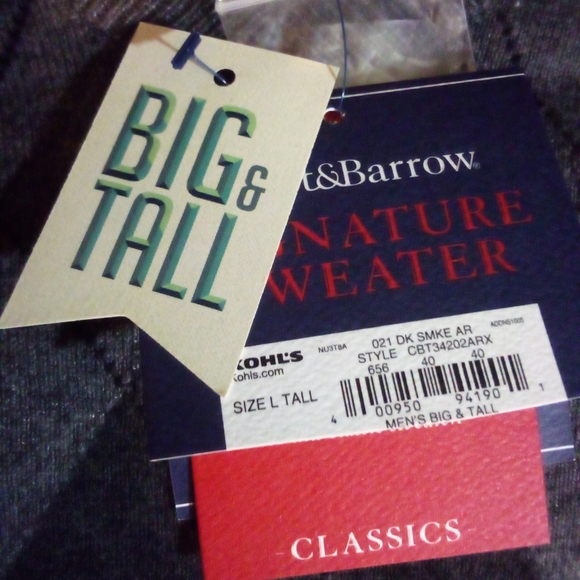 BIG
&
TALL
t&Barrow
NATURE
WEATER
KOHL'S
Kohls.com
NU3T8A
021 DK SMKE AR
ADDNS1005
STYLE CBT34202ARX
656 40 40
SIZE L TALL
4 00950 94190 1
MEN'S BIG & TALL
-CLASSICS-